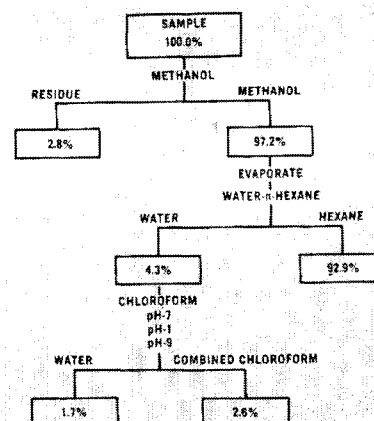 SAMPLE
100.0%
METHANOL
RESIDUE METHANOL
2.8% 97.2%
EVAPORATE
WATER-n-HEXANE
WATER HEXANE
4.3% 92.9%
CHLOROFORM
pH-7
pH-1
pH-9
WATER COMBINED CHLOROFORM
1.7% 2.6%